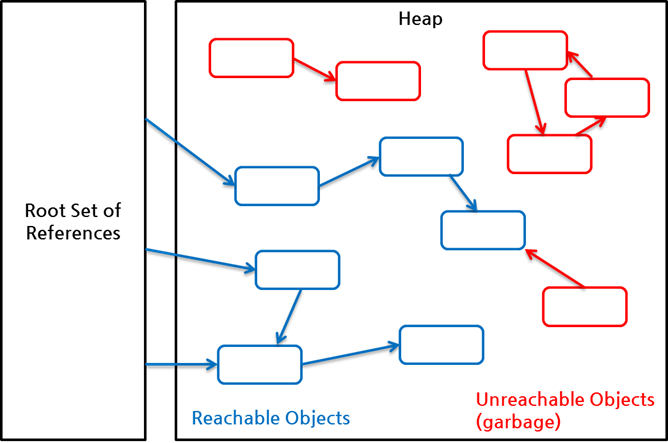 Heap
Root Set of
References
Reachable Objects
Unreachable Objects
(garbage)